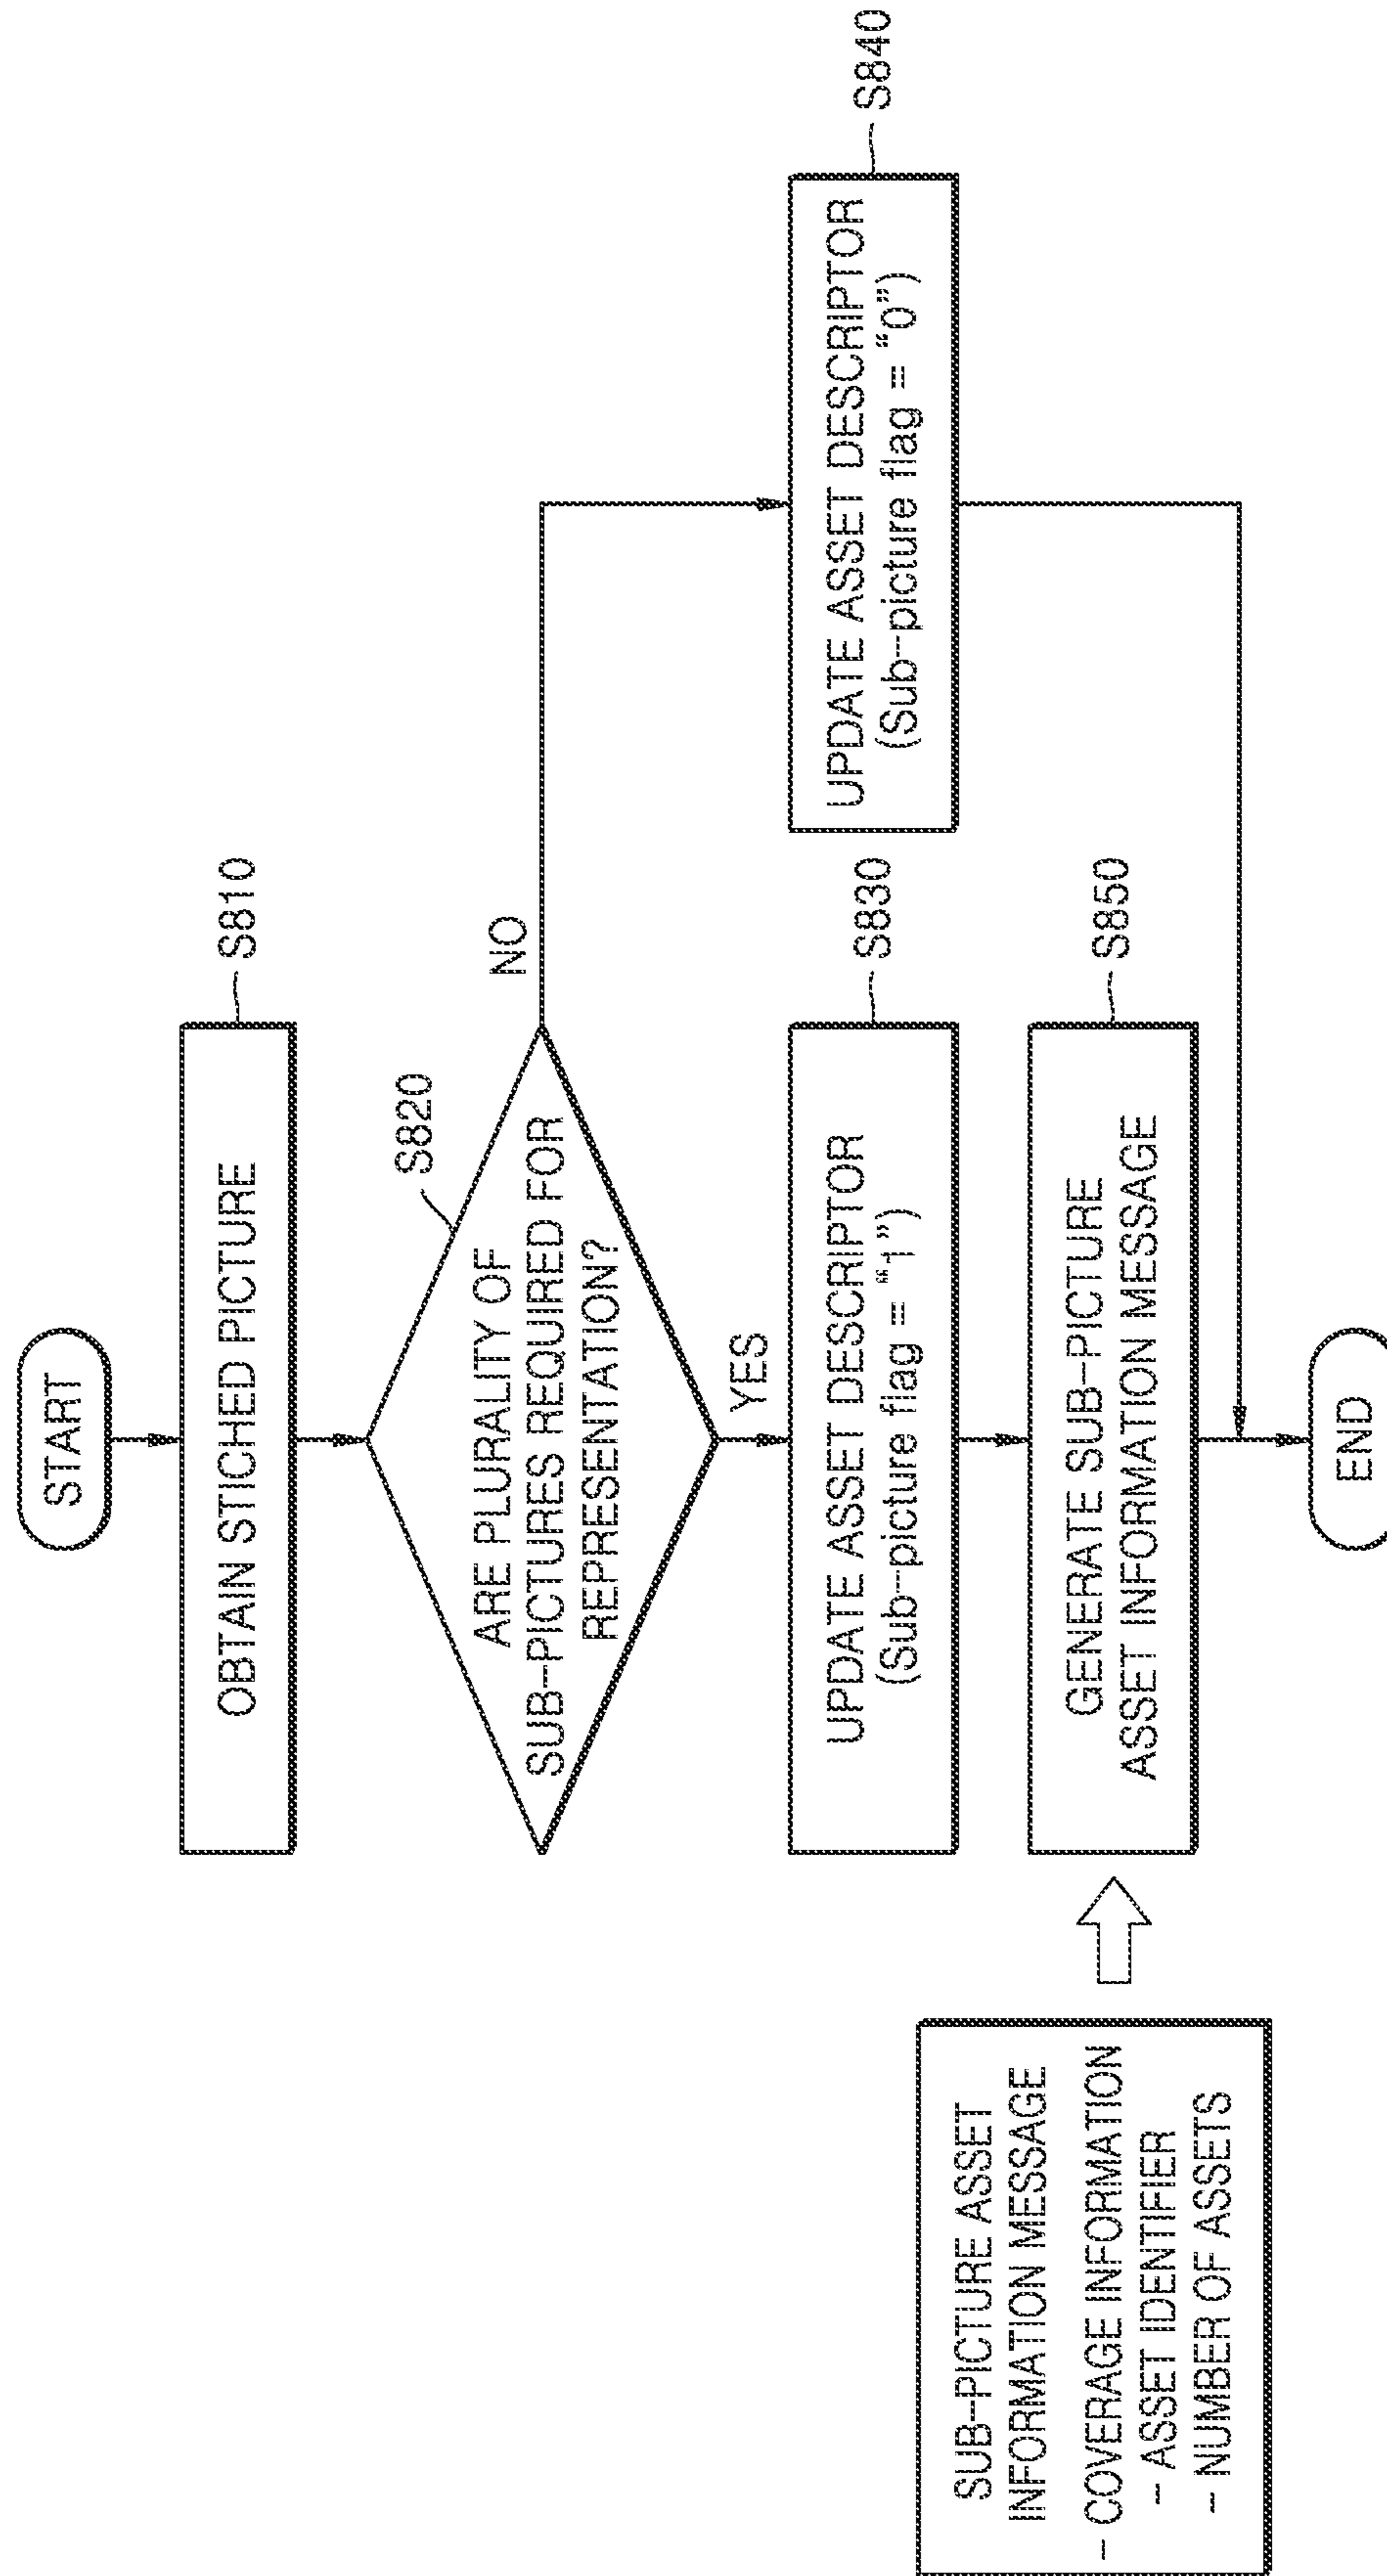 START
OBTAIN STICHED PICTURE
S810
S820
ARE PLURALITY OF
SUB-PICTURES REQUIRED FOR
REPRESENTATION?
NO
YES
UPDATE ASSET DESCRIPTOR
(Sub-picture flag = “1”)
S830
UPDATE ASSET DESCRIPTOR
(Sub-picture flag = “0”)
S840
SUB-PICTURE ASSET
INFORMATION MESSAGE
- COVERAGE INFORMATION
- ASSET IDENTIFIER
- NUMBER OF ASSETS
GENERATE SUB-PICTURE
ASSET INFORMATION MESSAGE
S850
END